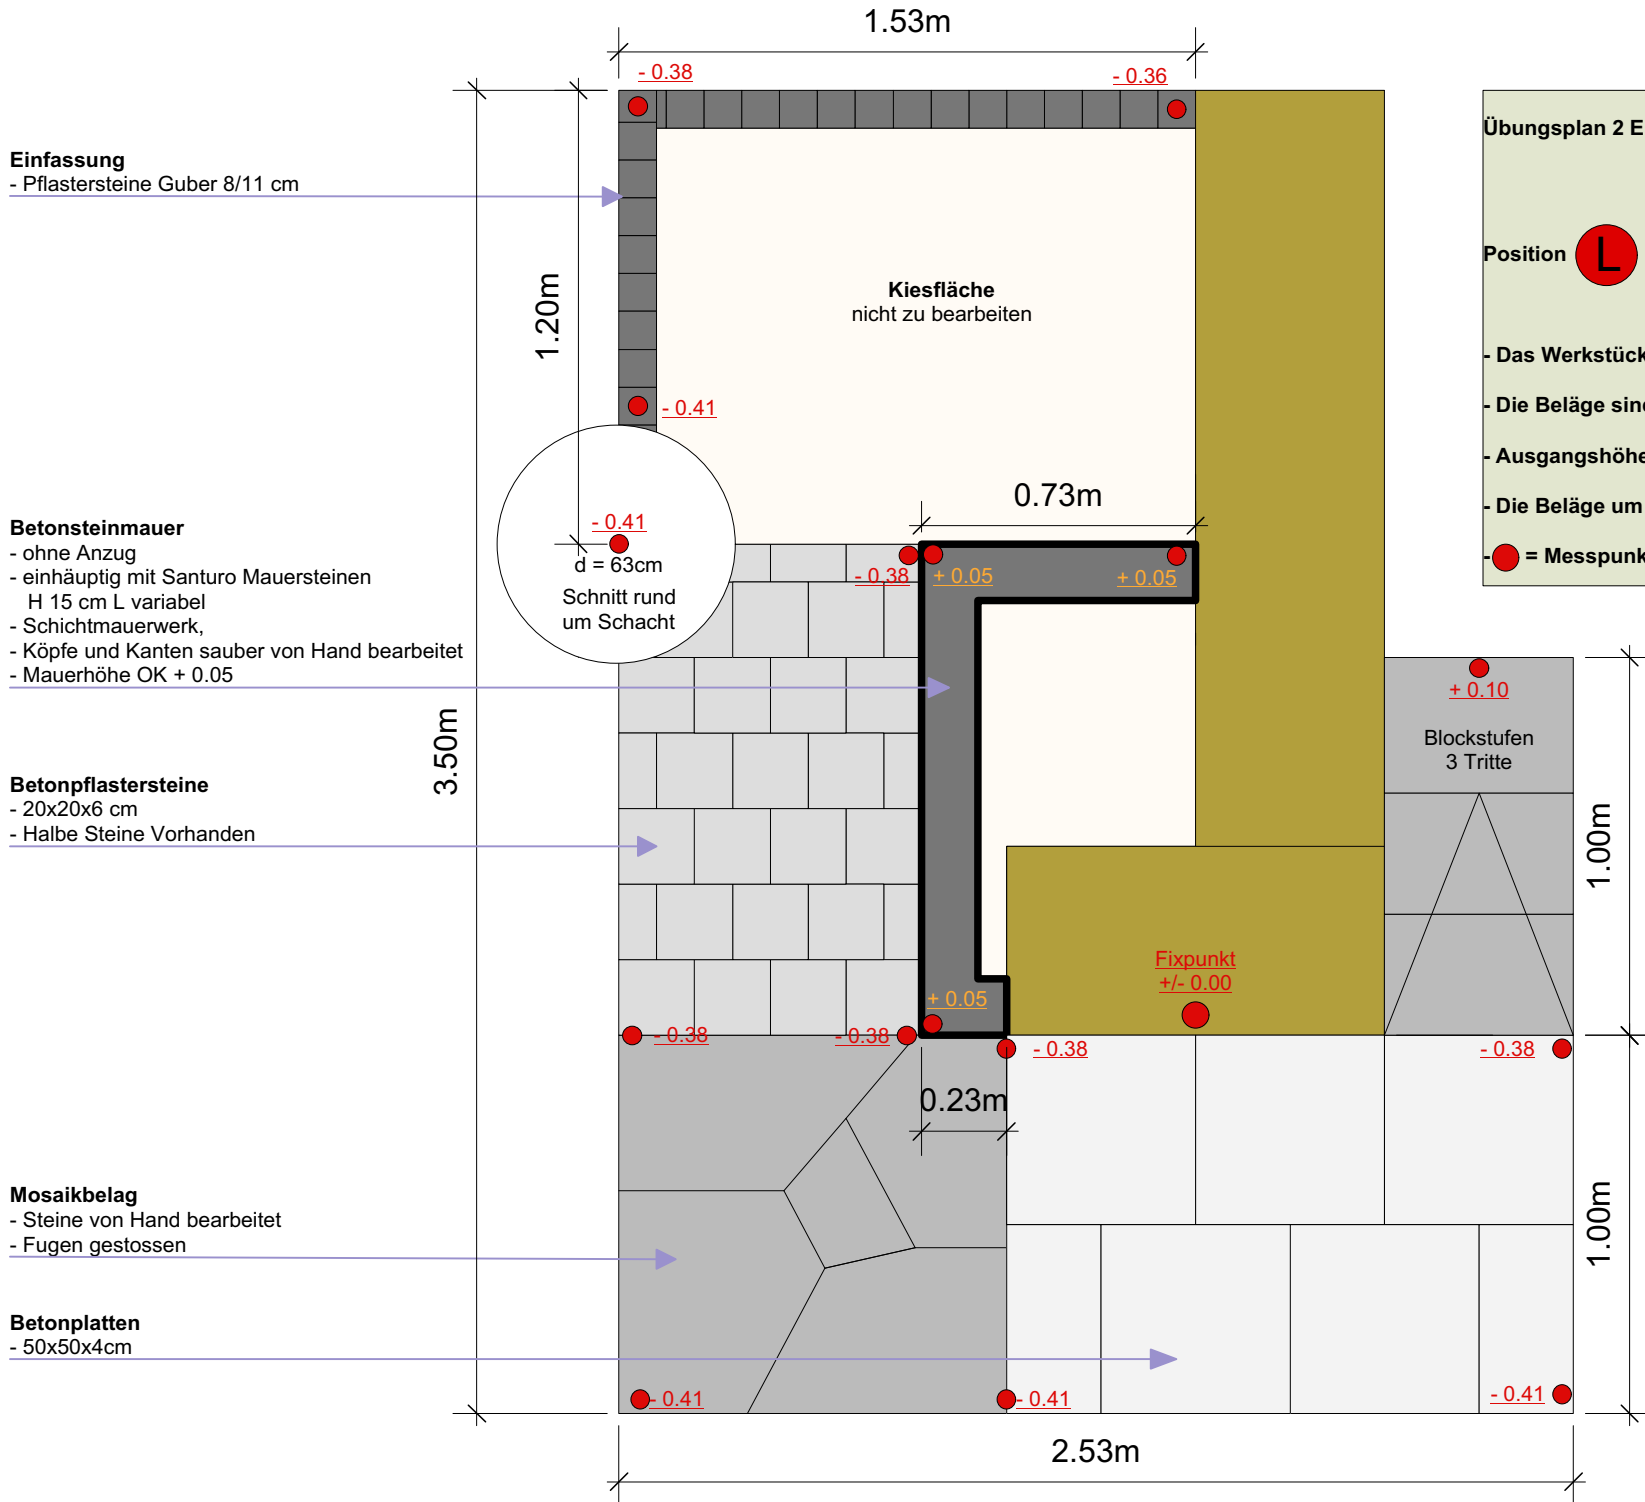 1.53m
- 0.38
- 0.36
Einfassung
- Pflastersteine Guber 8/11 cm
1.20m
Kiesfläche
nicht zu bearbeiten
- 0.41
Übungsplan 2 E
Position L
- Das Werkstück
- Die Beläge sind
- Ausgangshöhe
- Die Beläge um
- = Messpunk
0.73m
Betonsteinmauer
- ohne Anzug
- einhäuptig mit Santuro Mauersteinen
H 15 cm L variabel
- Schichtmauerwerk,
- Köpfe und Kanten sauber von Hand bearbeitet
- Mauerhöhe OK + 0.05
- 0.41
d = 63cm
Schnitt rund
um Schacht
- 0.38
+ 0.05
+ 0.05
3.50m
+ 0.10
Blockstufen
3 Tritte
1.00m
Betonpflastersteine
- 20x20x6 cm
- Halbe Steine Vorhanden
Fixpunkt
+/- 0.00
+ 0.05
- 0.38
- 0.38
- 0.38
- 0.38
0.23m
1.00m
Mosaikbelag
- Steine von Hand bearbeitet
- Fugen gestossen
Betonplatten
- 50x50x4cm
- 0.41
- 0.41
- 0.41
2.53m